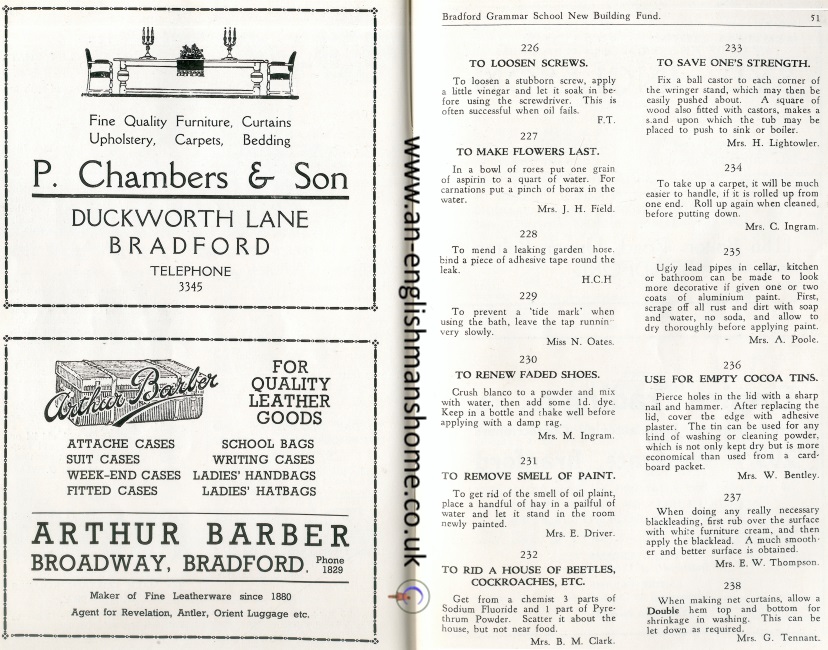 Fine Quality Furniture, Curtains
Upholstery, Carpets, Bedding
P. Chambers & Son
DUCKWORTH LANE
BRADFORD
TELEPHONE
3345
Arthur Barber
FOR
QUALITY
LEATHER
GOODS
ATTACHE CASES
SUIT CASES
WEEK-END CASES
FITTED CASES
SCHOOL BAGS
WRITING CASES
LADIES' HANDBAGS
LADIES' HATBAGS
ARTHUR BARBER
BROADWAY, BRADFORD.
Phone
1829
Maker of Fine Leatherware since 1880
Agent for Revelation, Antler, Orient Luggage etc.
www.an-englishmanshome.co.uk
Bradford Grammar School New Building Fund.
51
226
TO LOOSEN SCREWS.
To loosen a stubborn screw, apply
a little vinegar and let it soak in be-
fore using the screwdriver. This is
often successful when oil fails.
F.T.
227
TO MAKE FLOWERS LAST.
In a bowl of roses put one grain
of aspirin to a quart of water. For
carnations put a pinch of borax in the
water.
Mrs. J. H. Field.
228
To mend a leaking garden hose.
bind a piece of adhesive tape round the
leak.
H.C.H
229
To prevent a 'tide mark' when
using the bath, leave the tap runnin
very slowly.
Miss N. Oates.
230
TO RENEW FADED SHOES.
Crush blanco to a powder and mix
with water, then add some 1d. dye.
Keep in a bottle and shake well before
applying with a damp rag.
Mrs. M. Ingram.
231
TO REMOVE SMELL OF PAINT.
To get rid of the smell of oil plaint,
place a handful of hay in a pailful of
water and let it stand in the room
newly painted.
Mrs. E. Driver.
232
TO RID A HOUSE OF BEETLES,
COCKROACHES, ETC.
Get from a chemist 3 parts of
Sodium Fluoride and 1 part of Pyre-
thrum Powder. Scatter it about the
house, but not near food.
Mrs. B. M. Clark.
233
TO SAVE ONE'S STRENGTH.
Fix a ball castor to each corner of
the wringer stand, which may then be
easily pushed about. A square of
wood also fitted with castors, makes a
s.and upon which the tub may be
placed to push to sink or boiler.
Mrs. H. Lightowler.
234
To take up a carpet, it will be much
easier to handle, if it is rolled up from
one end. Roll up again when cleaned,
before putting down.
Mrs. C. Ingram.
235
Ugly lead pipes in cellar, kitchen
or bathroom can be made to look
more decorative if given one or two
coats of aluminium paint. First,
scrape off all rust and dirt with soap
and water, no soda, and allow to
dry thoroughly before applying paint.
Mrs. A. Poole.
236
USE FOR EMPTY COCOA TINS.
Pierce holes in the lid with a sharp
nail and hammer. After replacing the
lid, cover the edge with adhesive
plaster. The tin can be used for any
kind of washing or cleaning powder,
which is not only kept dry but is more
economical than used from a card-
board packet.
Mrs. W. Bentley.
237
When doing any really necessary
blackleading, first rub over the surface
with white furniture cream, and then
apply the blacklead. A much smooth-
er and better surface is obtained.
Mrs. E. W. Thompson.
238
When making net curtains, allow a
Double hem top and bottom for
shrinkage in washing. This can be
let down as required.
Mrs. G. Tennant.